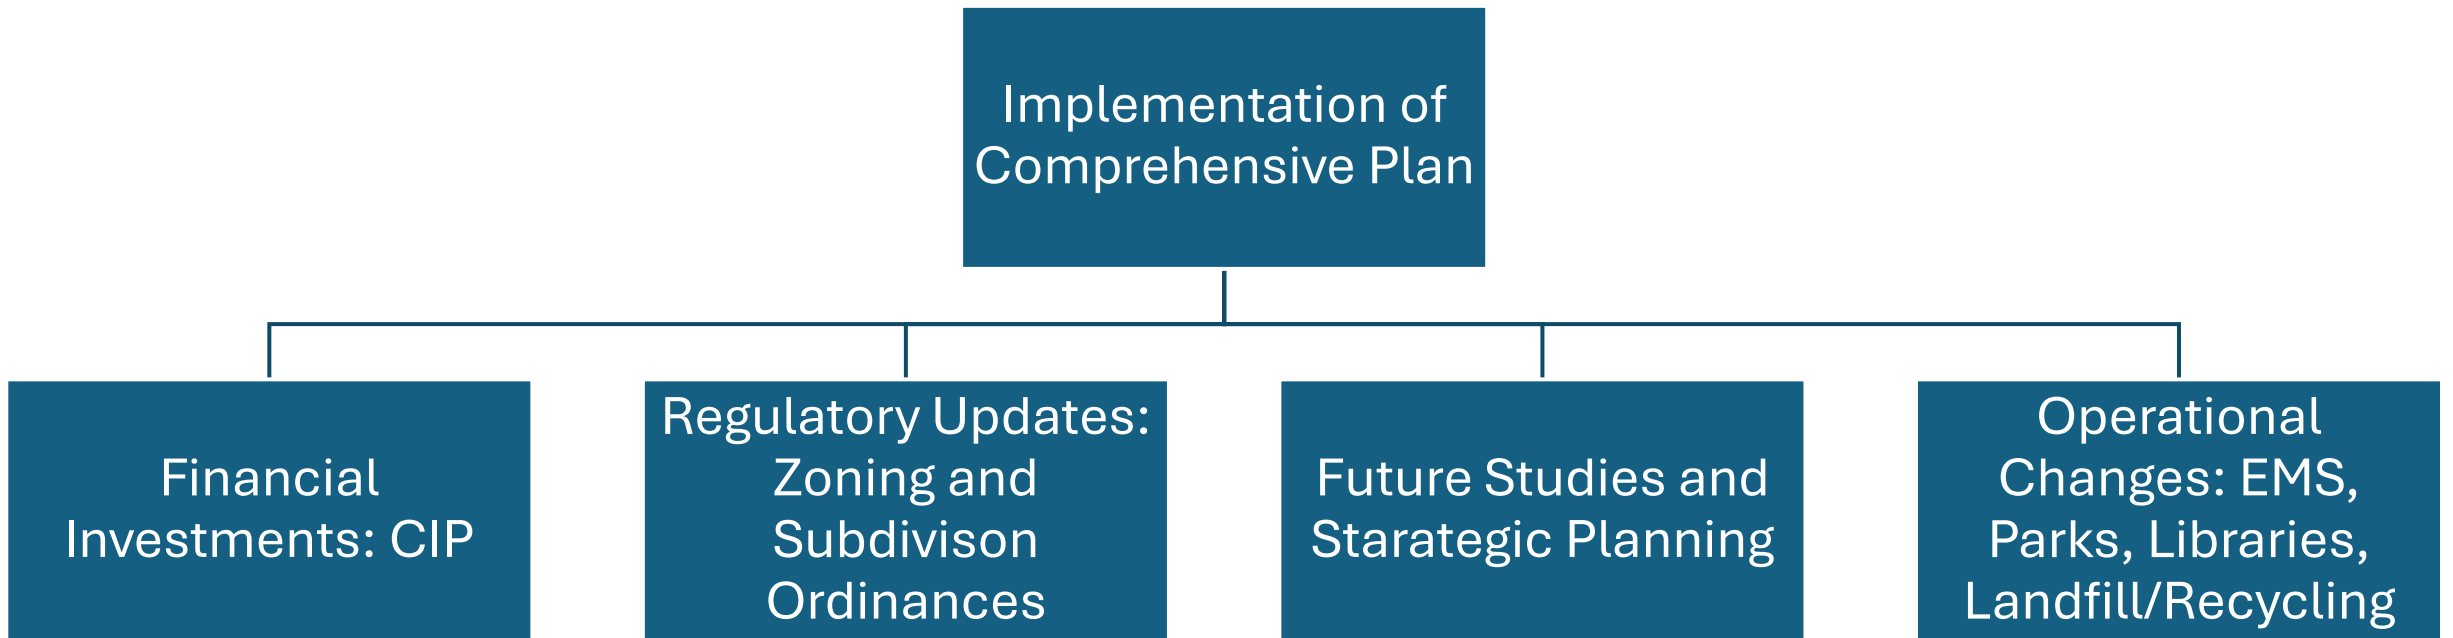 Implementation of
Comprehensive Plan
Financial
Investments: CIP
Regulatory Updates:
Zoning and
Subdivison
Ordinances
Future Studies and
Starategic Planning
Operational
Changes: EMS,
Parks, Libraries,
Landfill/Recycling